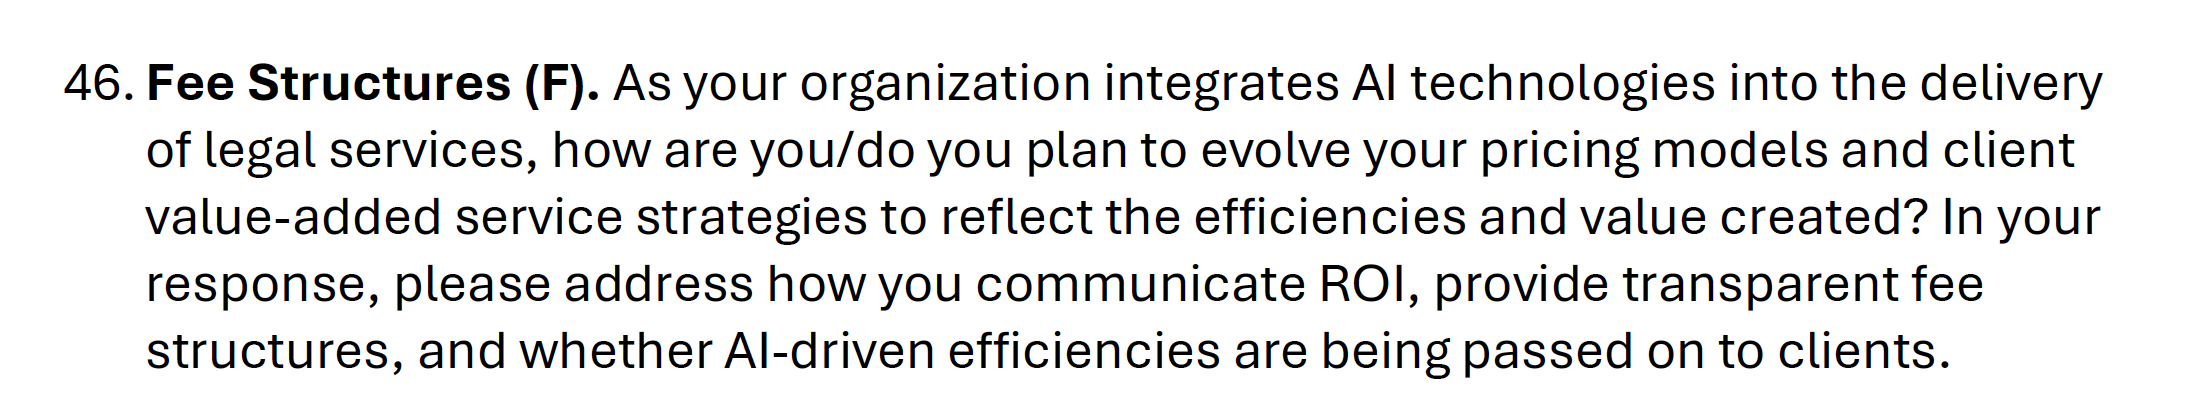 46. Fee Structures (F). As your organization integrates AI technologies into the delivery
of legal services, how are you/do you plan to evolve your pricing models and client
value-added service strategies to reflect the efficiencies and value created? In your
response, please address how you communicate ROI, provide transparent fee
structures, and whether AI-driven efficiencies are being passed on to clients.